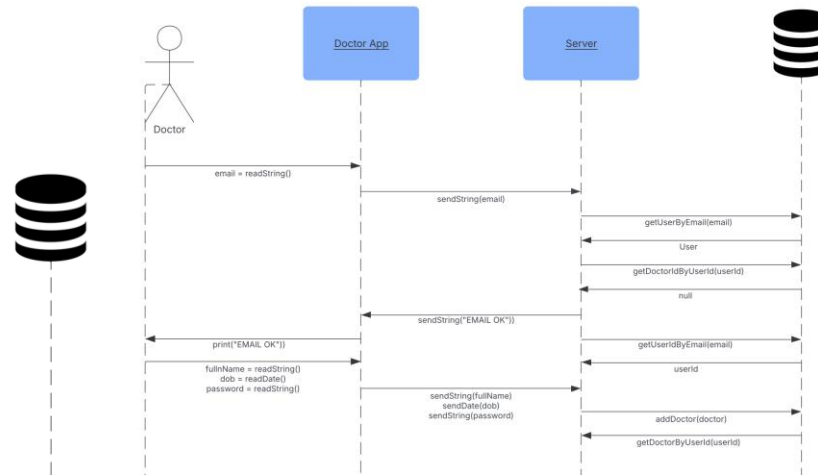 Doctor App
Server
Doctor
email = readString()
sendString(email)
getUserByEmail(email)
User
getDoctorIdByUserId(userId)
null
sendString("EMAIL OK"))
print("EMAIL OK"))
getUserIdByEmail(email)
userId
fullnName = readString()
dob = readDate()
password = readString()
sendString(fullName)
sendDate(dob)
sendString(password)
addDoctor(doctor)
getDoctorByUserId(userId)